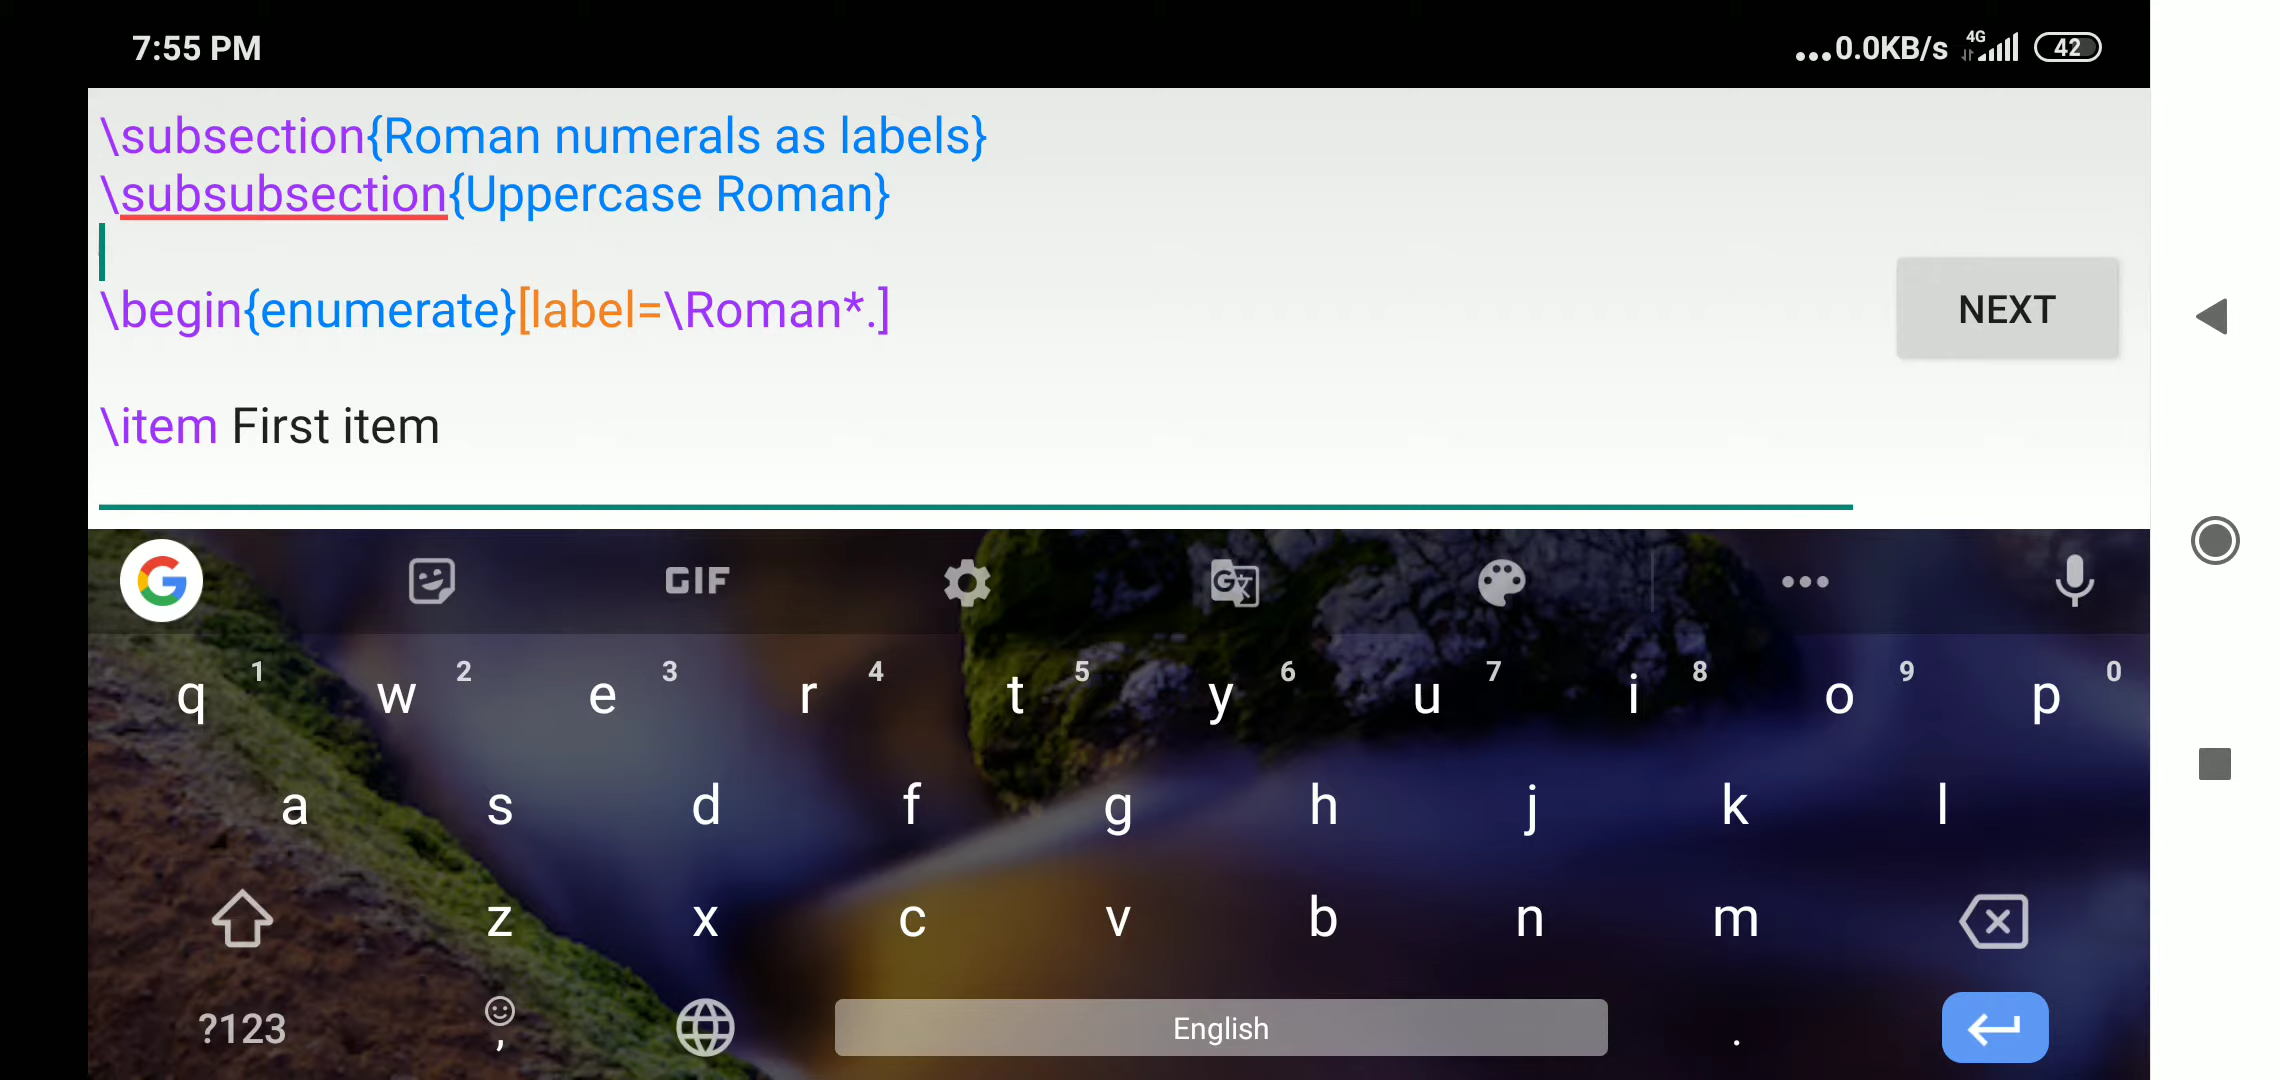 7:55 PM
...0.0KB/s 4G 42
\subsection{Roman numerals as labels}
\subsubsection{Uppercase Roman}
\begin{enumerate}[label=\Roman*.]
NEXT
\item First item
G GIF G
q 1 w 2 e 3 r 4 t 5 y 6 u 7 i 8 o 9 p 0
a s d f g h j k l
z x c v b n m
?123 , English .